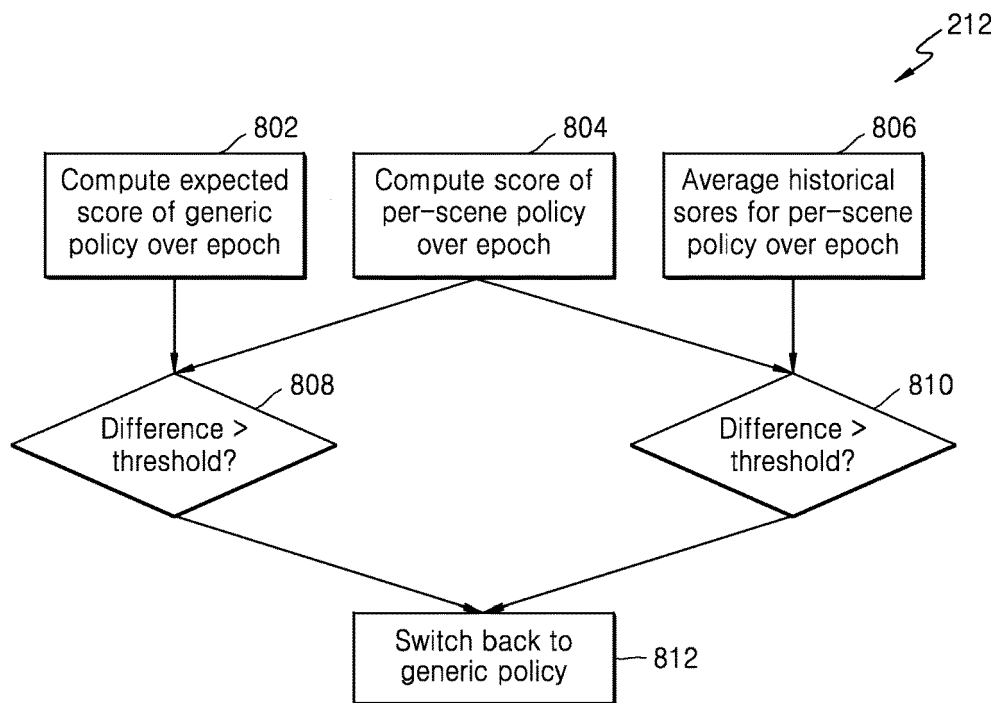 212
802
804
806
Compute expected
score of generic
policy over epoch
Compute score of
per-scene policy
over epoch
Average historical
sores for per-scene
policy over epoch
808
810
Difference >
threshold?
Difference >
threshold?
Switch back to
generic policy
812